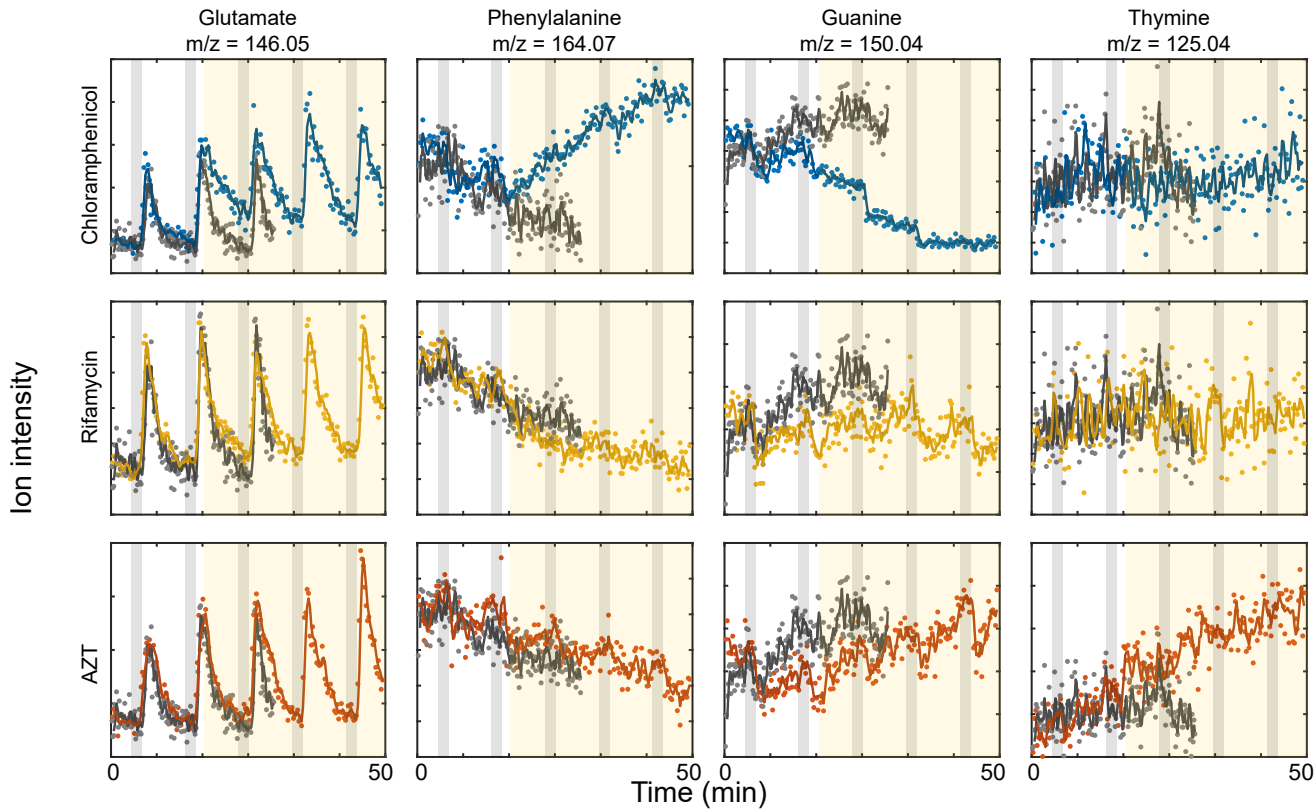 Glutamate
m/z = 146.05
Phenylalanine
m/z = 164.07
Guanine
m/z = 150.04
Thymine
m/z = 125.04
Ion intensity
Chloramphenicol
Rifamycin
AZT
0
50
0
50
0
50
0
50
Time (min)